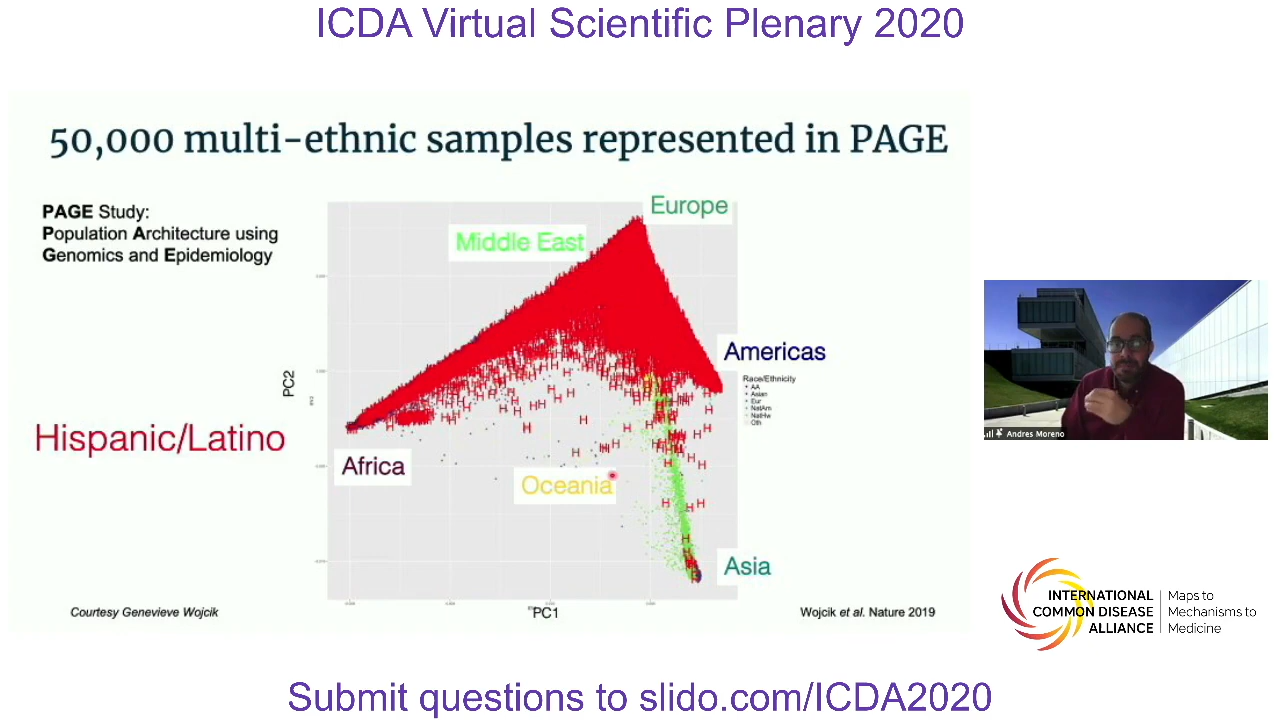 ICDA Virtual Scientific Plenary 2020
50,000 multi-ethnic samples represented in PAGE
PAGE Study:
Population Architecture using
Genomics and Epidemiology
Europe
Middle East
Americas
PC2
Race/Ethnicity
AA
Asian
Eur
NatAm
NatHw
Oth
Hispanic/Latino
Africa
Oceania
Asia
PC1
Courtesy Genevieve Wojcik
Wojcik et al. Nature 2019
Andres Moreno
INTERNATIONAL
COMMON DISEASE
ALLIANCE
Maps to
Mechanisms to
Medicine
Submit questions to slido.com/ICDA2020